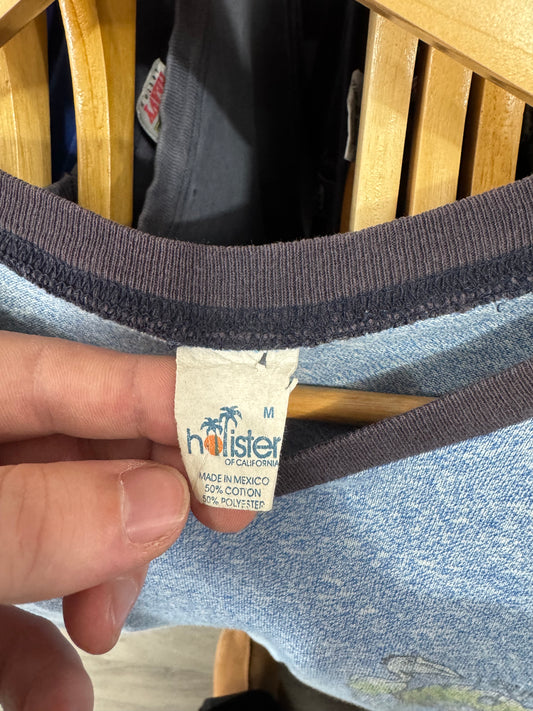 M
hollister
OF CALIFORNIA
MADE IN MEXICO
50% COTTON
50% POLYESTER